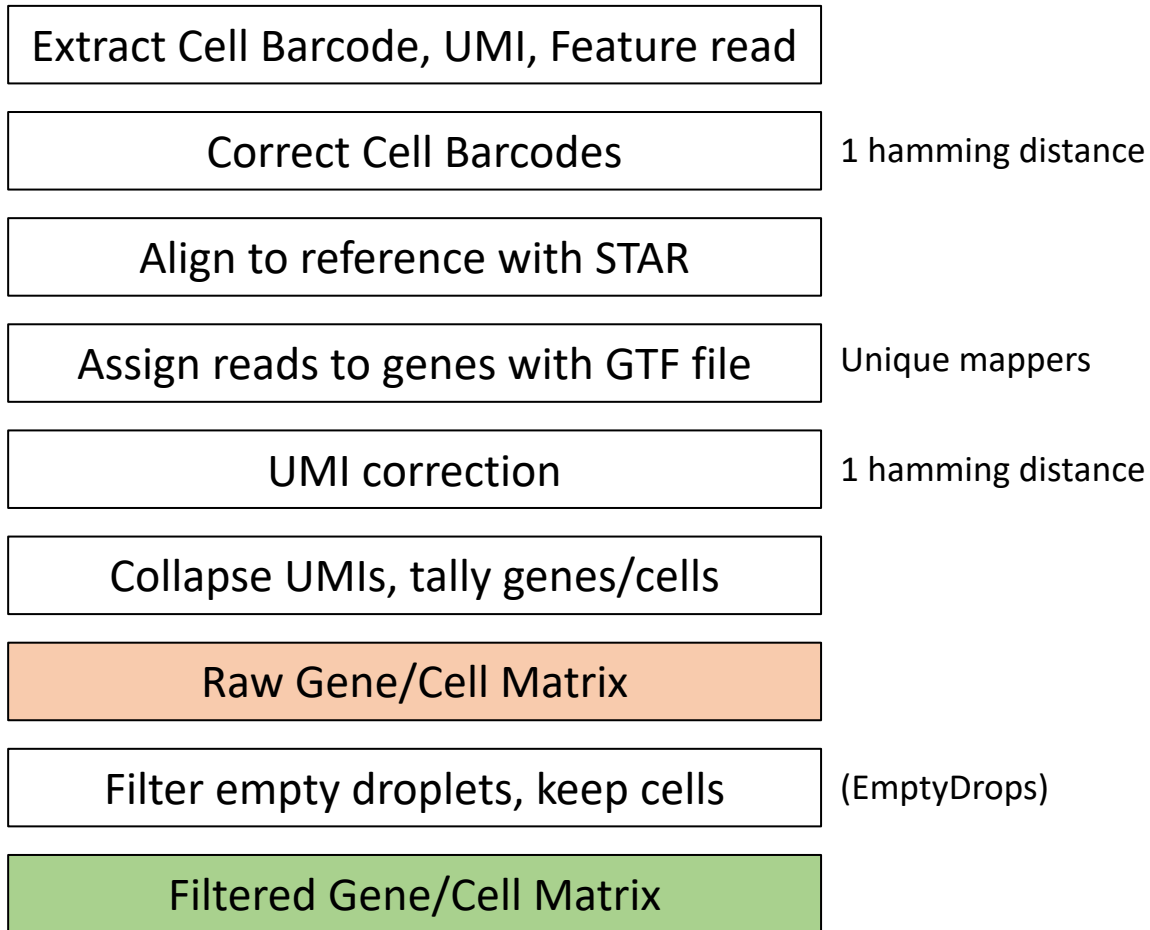 Extract Cell Barcode, UMI, Feature read
Correct Cell Barcodes
1 hamming distance
Align to reference with STAR
Assign reads to genes with GTF file
Unique mappers
UMI correction
1 hamming distance
Collapse UMIs, tally genes/cells
Raw Gene/Cell Matrix
Filter empty droplets, keep cells
(EmptyDrops)
Filtered Gene/Cell Matrix